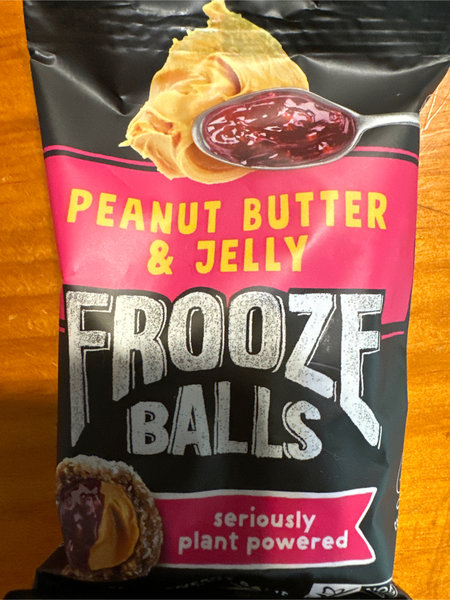 PEANUT BUTTER
& JELLY
FROOZE
BALLS
seriously
plant powered